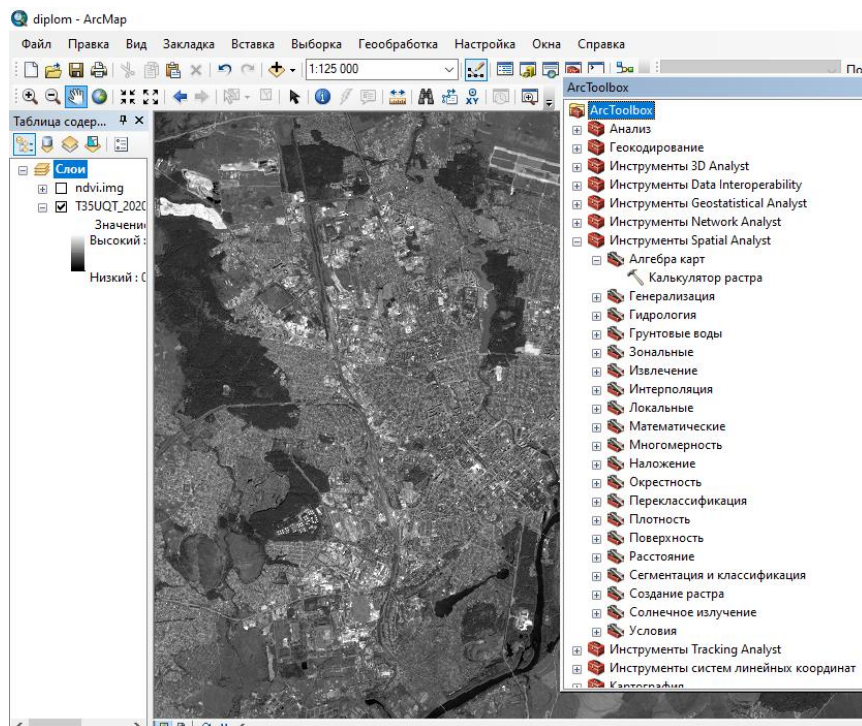 diplom - ArcMap
Файл Правка Вид Закладка Вставка Выборка Геообработка Настройка Окна Справка
1:125 000
ArcToolbox
Таблица содер...
Слои
ndvi.img
T35UQT_2020
Значени
Высокий :
Низкий : 0
ArcToolbox
Анализ
Геокодирование
Инструменты 3D Analyst
Инструменты Data Interoperability
Инструменты Geostatistical Analyst
Инструменты Network Analyst
Инструменты Spatial Analyst
Алгебра карт
Калькулятор растра
Генерализация
Гидрология
Грунтовые воды
Зональные
Извлечение
Интерполяция
Локальные
Математические
Многомерность
Наложение
Окрестность
Переклассификация
Плотность
Поверхность
Расстояние
Сегментация и классификация
Создание растра
Солнечное излучение
Условия
Инструменты Tracking Analyst
Инструменты систем линейных координат
Картография